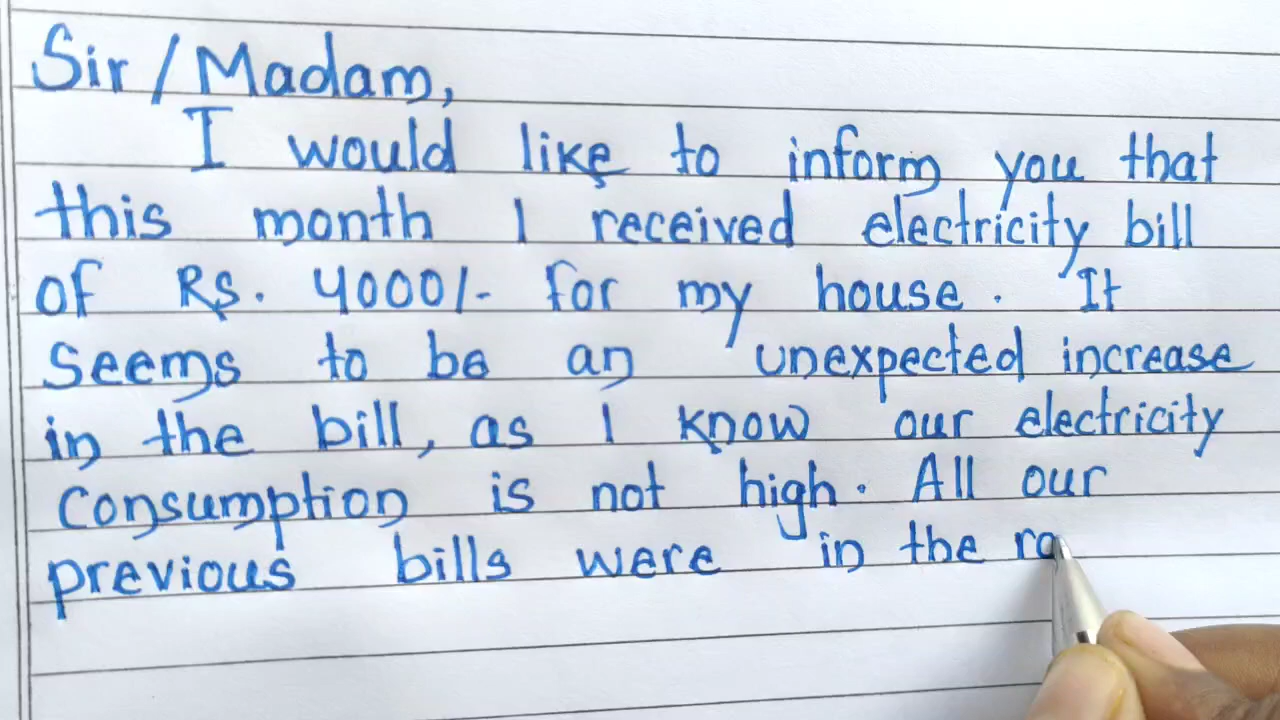 Sir/Madam,
I would like to inform you that
this month I received electricity bill
of Rs. 4000/- for my house. It
seems to be an unexpected increase
in the bill, as I know our electricity
consumption is not high. All our
previous bills were in the ra